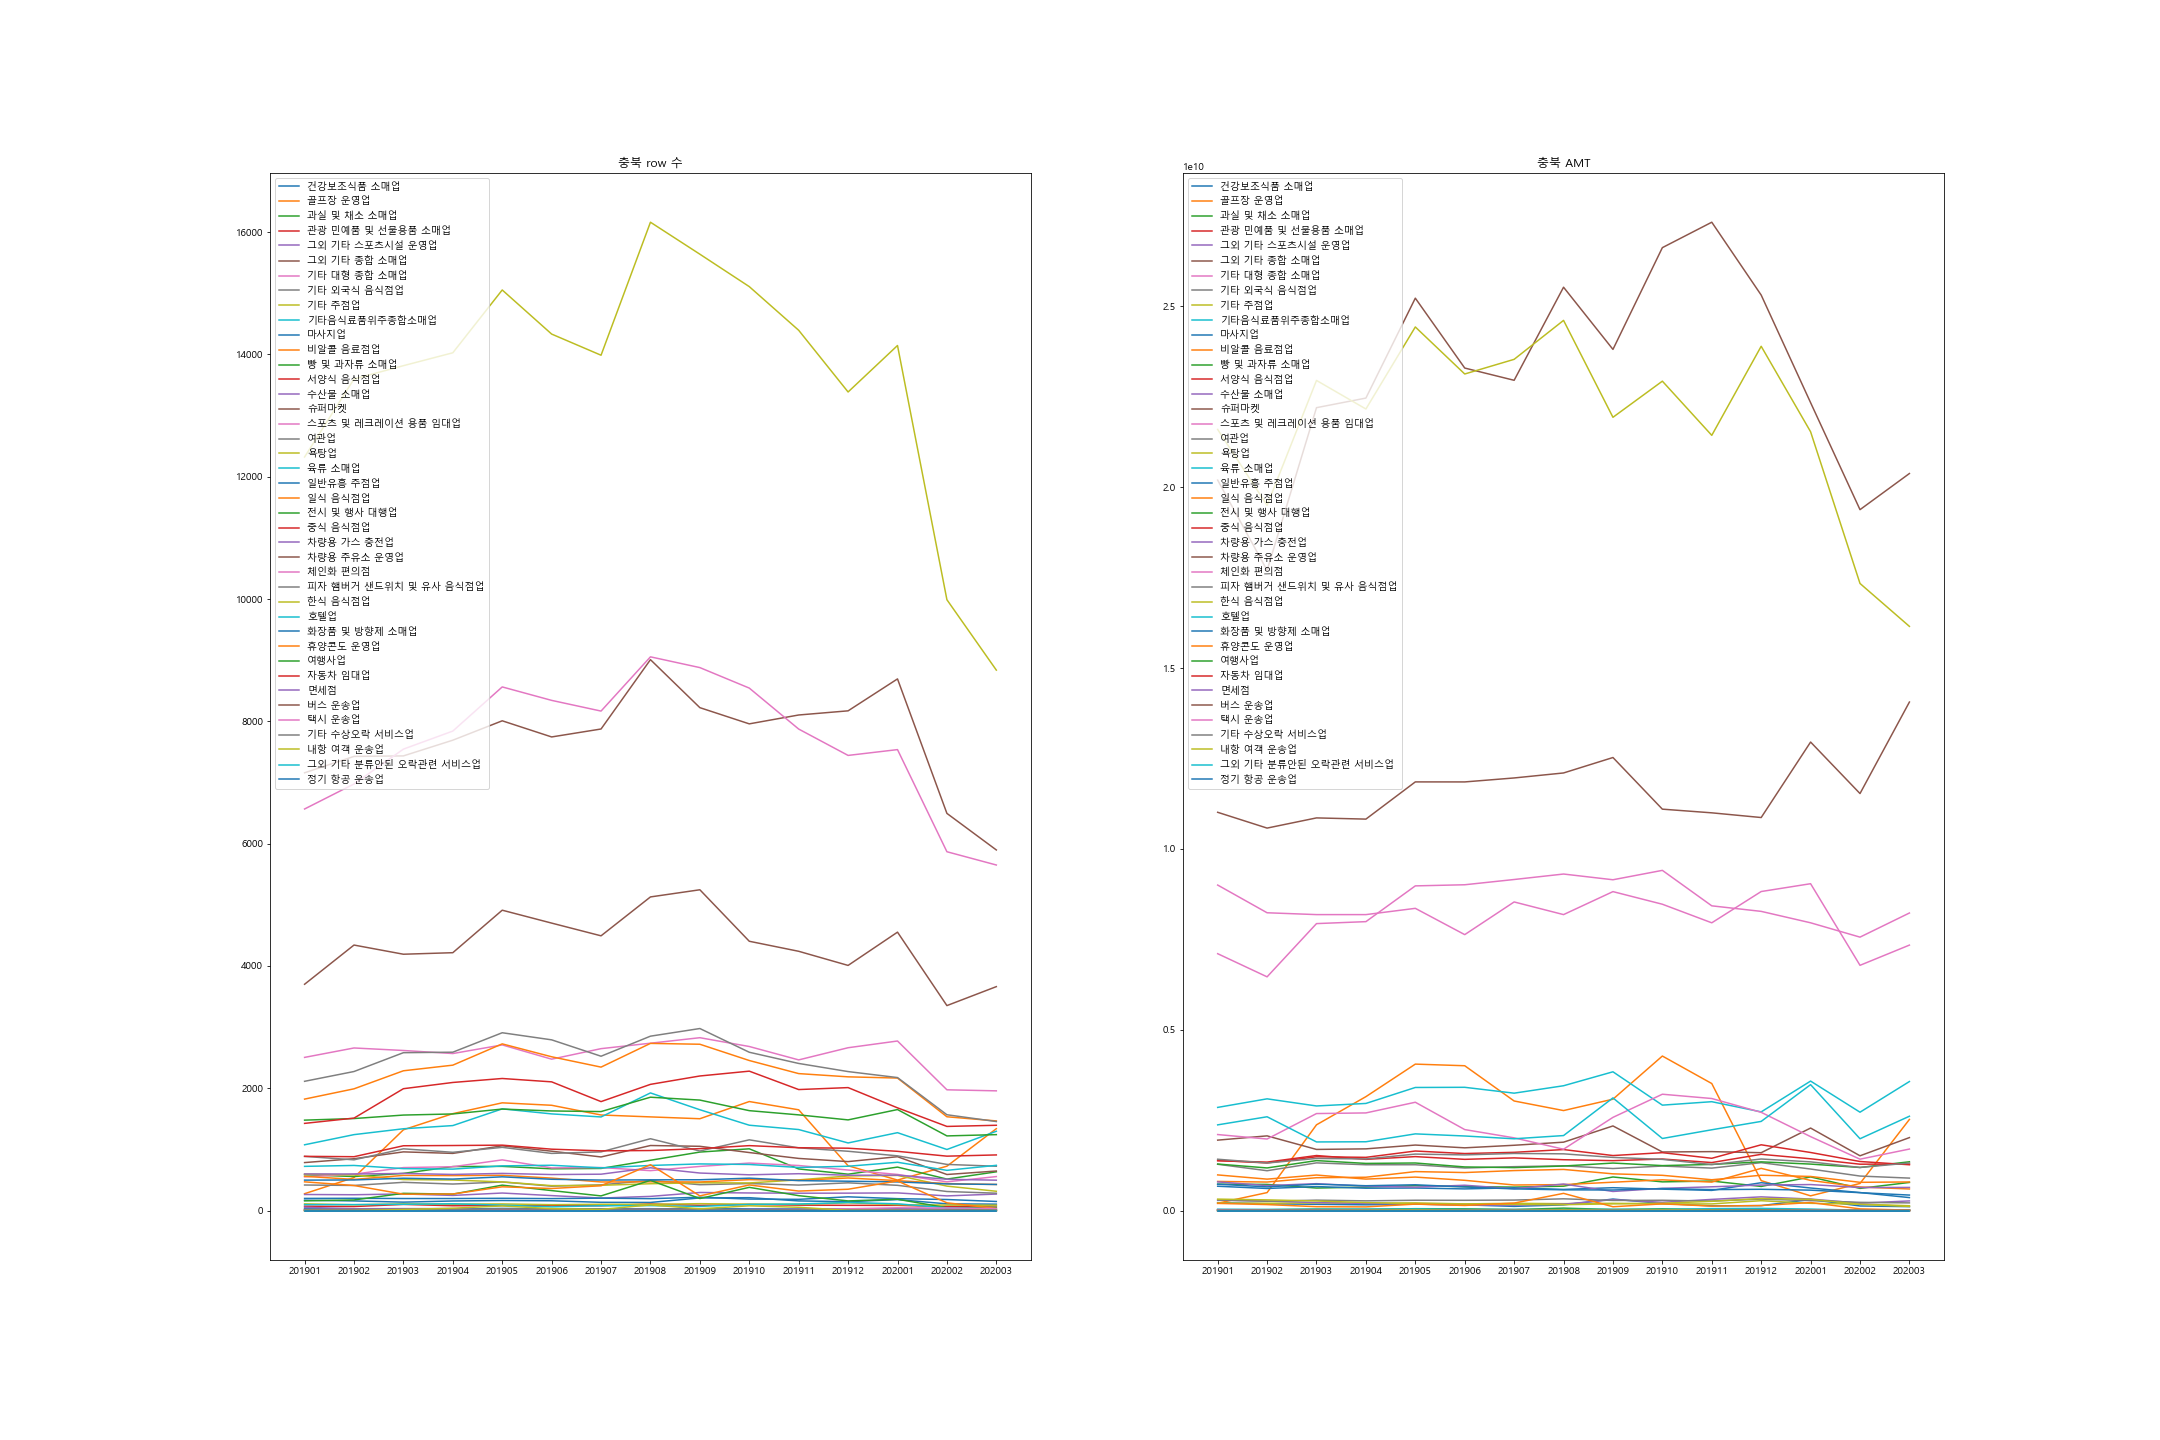 충북 row 수
16000
14000
12000
10000
8000
6000
4000
2000
0
건강보조식품 소매업
골프장 운영업
과실 및 채소 소매업
관광 민예품 및 선물용품 소매업
그외 기타 스포츠시설 운영업
그외 기타 종합 소매업
기타 대형 종합 소매업
기타 외국식 음식점업
기타 주점업
기타음식료품위주종합소매업
마사지업
비알콜 음료점업
빵 및 과자류 소매업
서양식 음식점업
수산물 소매업
슈퍼마켓
스포츠 및 레크레이션 용품 임대업
여관업
욕탕업
육류 소매업
일반유흥 주점업
일식 음식점업
전시 및 행사 대행업
중식 음식점업
차량용 가스 충전업
차량용 주유소 운영업
체인화 편의점
피자 햄버거 샌드위치 및 유사 음식점업
한식 음식점업
호텔업
화장품 및 방향제 소매업
휴양콘도 운영업
여행사업
자동차 임대업
면세점
버스 운송업
택시 운송업
기타 수상오락 서비스업
내항 여객 운송업
그외 기타 분류안된 오락관련 서비스업
정기 항공 운송업
201901 201902 201903 201904 201905 201906 201907 201908 201909 201910 201911 201912 202001 202002 202003
충북 AMT
1e10
2.5
2.0
1.5
1.0
0.5
0.0
건강보조식품 소매업
골프장 운영업
과실 및 채소 소매업
관광 민예품 및 선물용품 소매업
그외 기타 스포츠시설 운영업
그외 기타 종합 소매업
기타 대형 종합 소매업
기타 외국식 음식점업
기타 주점업
기타음식료품위주종합소매업
마사지업
비알콜 음료점업
빵 및 과자류 소매업
서양식 음식점업
수산물 소매업
슈퍼마켓
스포츠 및 레크레이션 용품 임대업
여관업
욕탕업
육류 소매업
일반유흥 주점업
일식 음식점업
전시 및 행사 대행업
중식 음식점업
차량용 가스 충전업
차량용 주유소 운영업
체인화 편의점
피자 햄버거 샌드위치 및 유사 음식점업
한식 음식점업
호텔업
화장품 및 방향제 소매업
휴양콘도 운영업
여행사업
자동차 임대업
면세점
버스 운송업
택시 운송업
기타 수상오락 서비스업
내항 여객 운송업
그외 기타 분류안된 오락관련 서비스업
정기 항공 운송업
201901 201902 201903 201904 201905 201906 201907 201908 201909 201910 201911 201912 202001 202002 202003